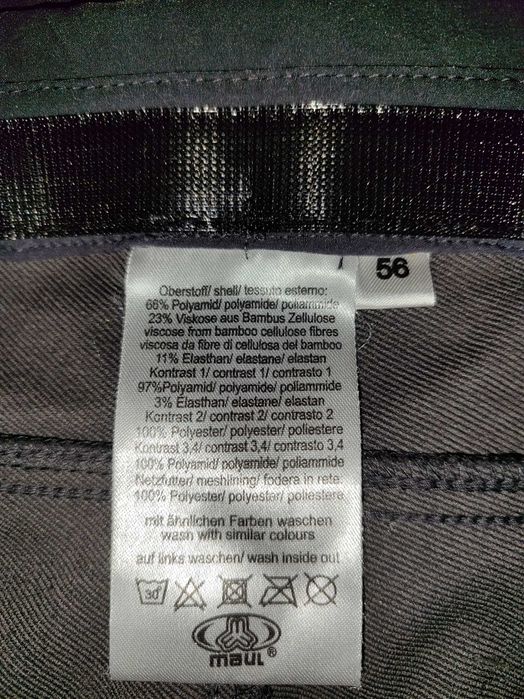 56
Oberstoff/ shell/ tessuto esterno:
66% Polyamid/ polyamide/ poliammide
23% Viskose aus Bambus Zellulose
viscose from bamboo cellulose fibres
viscosa da fibre di cellulosa del bamboo
11% Elasthan/ elastane/ elastan
Kontrast 1/ contrast 1/ contrasto 1
97%Polyamid/ polyamide/ poliammide
3% Elasthan/ elastane/ elastan
Kontrast 2/ contrast 2/ contrasto 2
100% Polyester/ polyester/ poliestere
Kontrast 3,4/ contrast 3,4/ contrasto 3,4
100% Polyamid/ polyamide/ poliammide
Netzfutter/ meshlining/ fodera in rete:
100% Polyester/ polyester/ poliestere
mit ähnlichen Farben waschen
wash with similar colours
auf links waschen/ wash inside out
30°
maul®